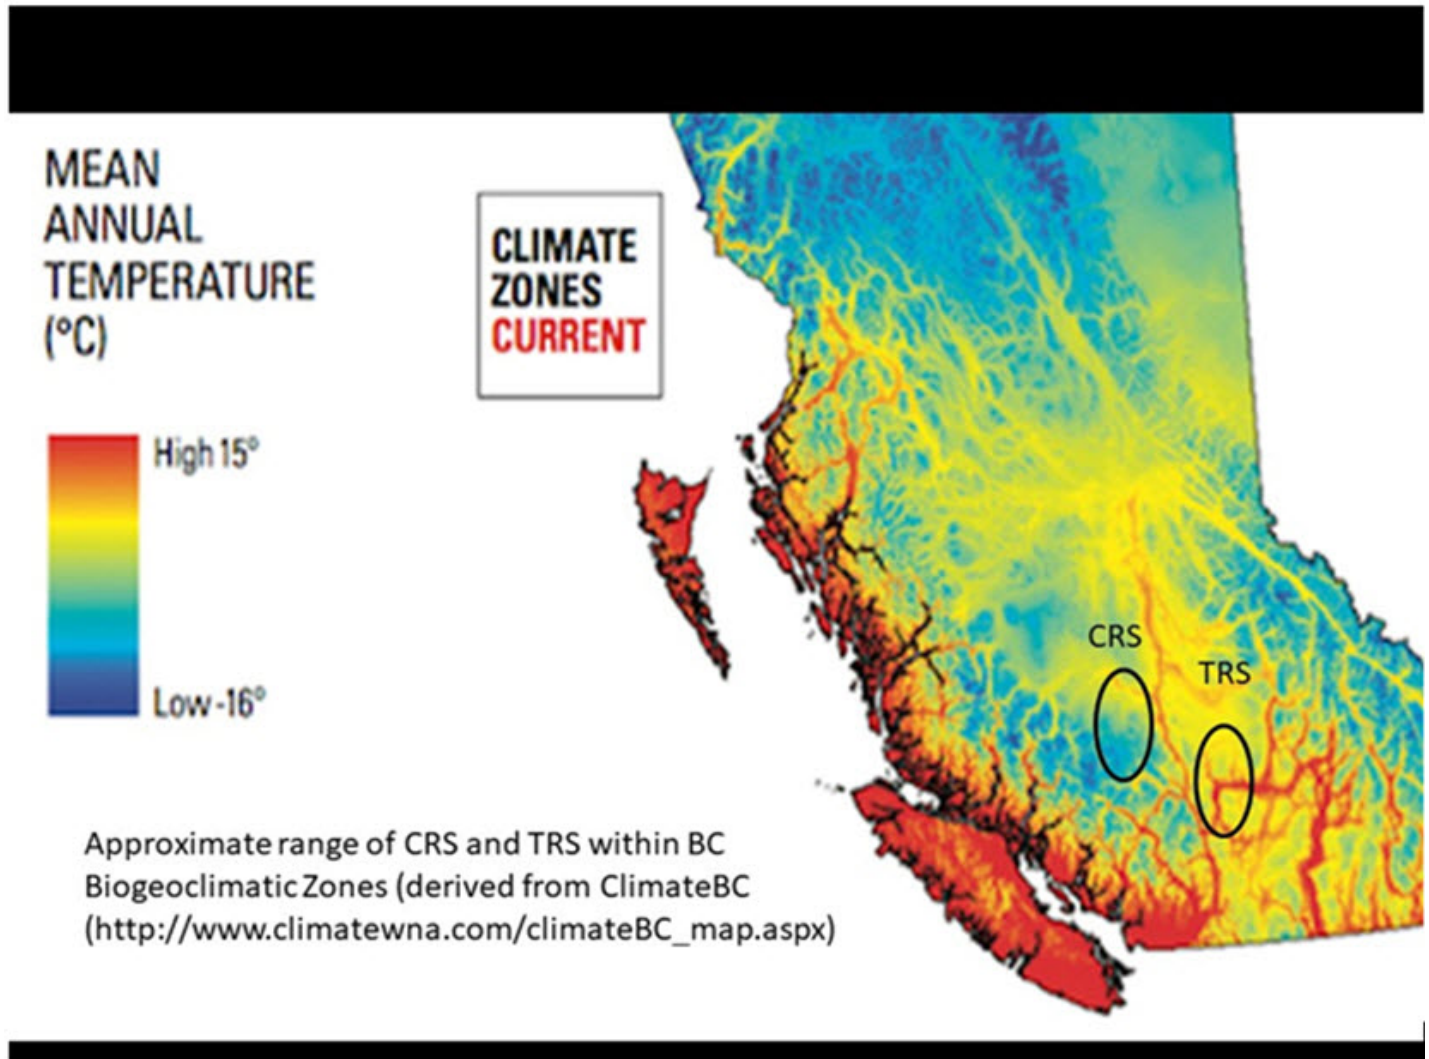 MEAN
ANNUAL
TEMPERATURE
(°C)
CLIMATE
ZONES
CURRENT
High 15°
Low -16°
CRS
TRS
Approximate range of CRS and TRS within BC
Biogeoclimatic Zones (derived from ClimateBC
(http://www.climatewna.com/climateBC_map.aspx)